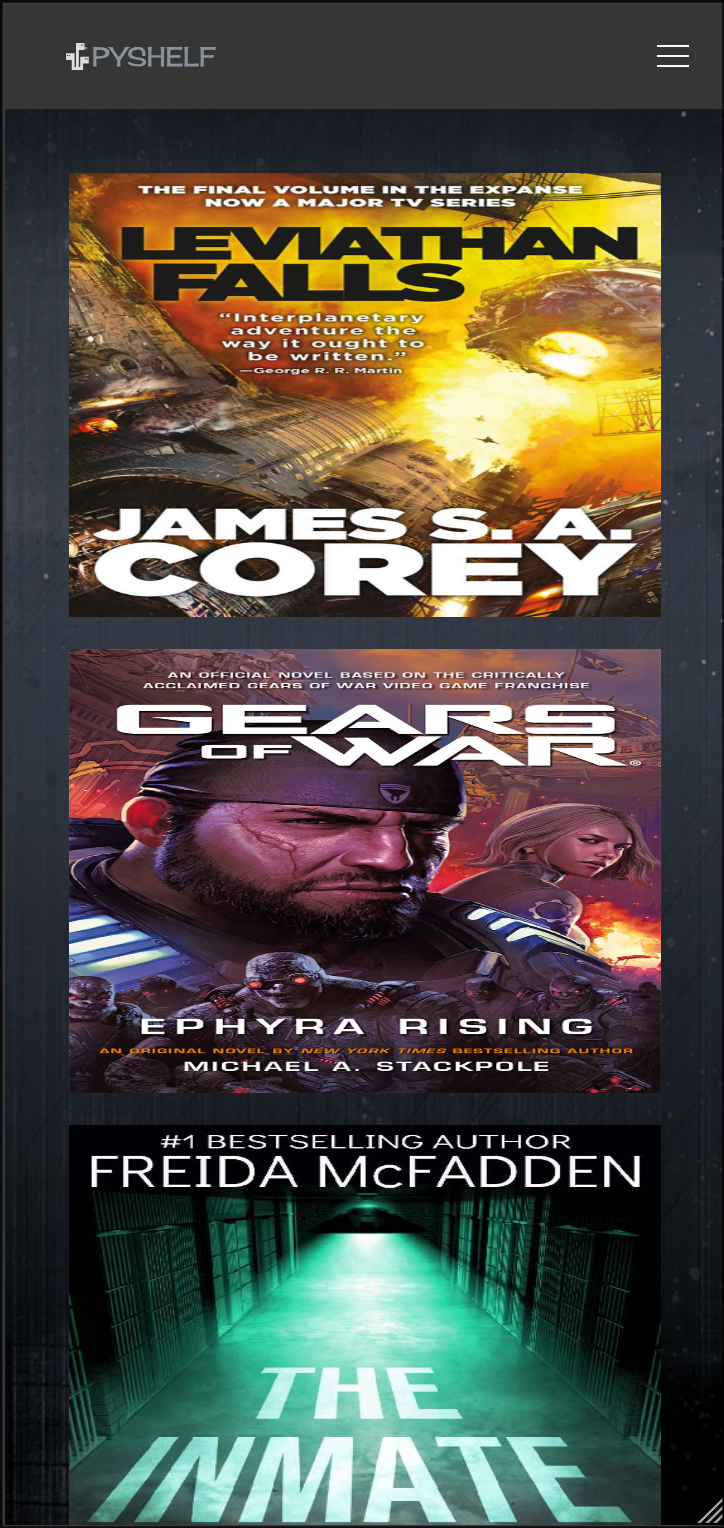 PYSHELF
THE FINAL VOLUME IN THE EXPANSE
NOW A MAJOR TV SERIES
LEVIATHAN
FALLS
“Interplanetary
adventure the
way it ought to
be written.”
—George R. R. Martin
JAMES S. A.
COREY
AN OFFICIAL NOVEL BASED ON THE CRITICALLY
ACCLAIMED GEARS OF WAR VIDEO GAME FRANCHISE
GEARS
OF WAR®
EPHYRA RISING
AN ORIGINAL NOVEL BY NEW YORK TIMES BESTSELLING AUTHOR
MICHAEL A. STACKPOLE
#1 BESTSELLING AUTHOR
FREIDA McFADDEN
THE
INMATE